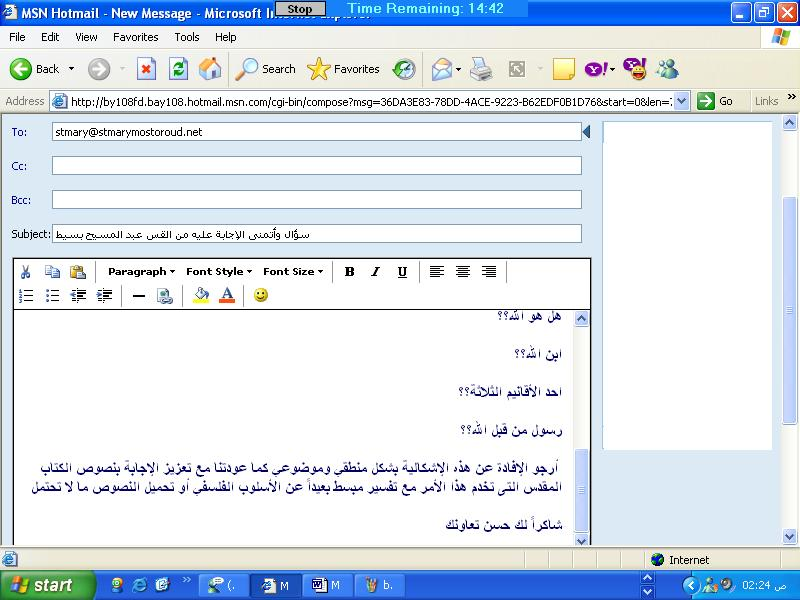 MSN Hotmail - New Message - Microsoft
Stop
Time Remaining: 14:42
File Edit View Favorites Tools Help
Back Search Favorites
Address http://by108fd.bay108.hotmail.msn.com/cgi-bin/compose?msg=36DA3E83-78DD-4ACE-9223-B62EDF0B1D76&start=0&len= Go Links »
To: stmary@stmarymostoroud.net
Cc:
Bcc:
Subject: سؤال وأتمنى الإجابة عليه من القس عبد المسيح بسيط
Paragraph Font Style Font Size B I U
هل هو الله؟؟
ابن الله؟؟
احد الأقانيم الثلاثة؟؟
رسول من قبل الله؟؟
أرجو الإفادة عن هذه الإشكالية بشكل منطقي وموضوعي كما عودتنا مع تعزيز الإجابة بنصوص الكتاب
المقدس التى تخدم هذا الأمر مع تفسير مبسط بعيداً عن الأسلوب الفلسفي أو تحميل النصوص ما لا تحتمل
شاكراً لك حسن تعاونك
Internet
start (. M M b. 02:24 ص